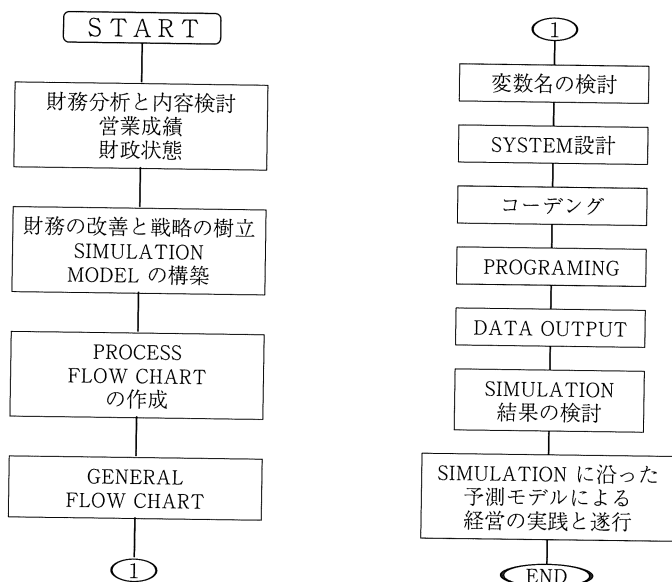 START
財務分析と内容検討
営業成績
財政状態
財務の改善と戦略の樹立
SIMULATION
MODEL の構築
PROCESS
FLOW CHART
の作成
GENERAL
FLOW CHART
1
1
変数名の検討
SYSTEM設計
コーデング
PROGRAMING
DATA OUTPUT
SIMULATION
結果の検討
SIMULATION に沿った
予測モデルによる
経営の実践と遂行
END